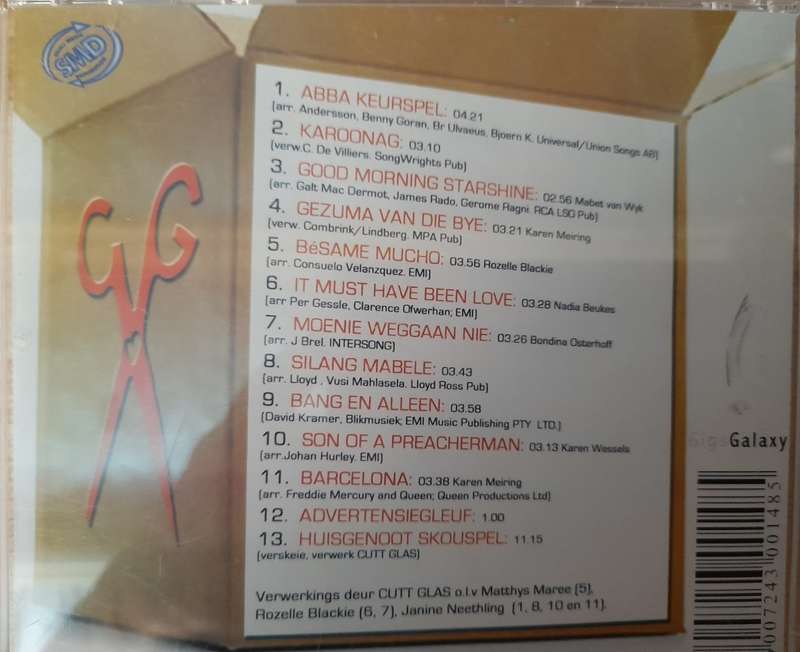 SMD
1. ABBA KEURSPEL: 04.21
(arr. Andersson, Benny Goran, Br Ulvaeus, Bjoern K. Universal/Union Songs AB)
2. KAROONAG: 03.10
(verw.C. De Villiers. SongWrights Pub)
3. GOOD MORNING STARSHINE: 02.56 Mabet van Wyk
(arr. Galt Mac Dermot, James Rado, Gerome Ragni. RCA LSG Pub)
4. GEZUMA VAN DIE BYE: 03.21 Karen Meiring
(verw. Combrink/Lindberg. MPA Pub)
5. BéSAME MUCHO: 03.56 Rozelle Blackie
(arr. Consuelo Velanzquez. EMI)
6. IT MUST HAVE BEEN LOVE: 03.28 Nadia Beukes
(arr Per Gessle, Clarence Ofwerhan; EMI)
7. MOENIE WEGGAAN NIE: 03.26 Bondina Osterhoff
(arr. J Brel. INTERSONG)
8. SILANG MABELE: 03.43
(arr. Lloyd , Vusi Mahlasela. Lloyd Ross Pub)
9. BANG EN ALLEEN: 03.58
(David Kramer, Blikmusiek; EMI Music Publishing PTY LTD.)
10. SON OF A PREACHERMAN: 03.13 Karen Wessels
(arr.Johan Hurley. EMI)
11. BARCELONA: 03.38 Karen Meiring
(arr. Freddie Mercury and Queen; Queen Productions Ltd)
12. ADVERTENSIEGLEUF: 1.00
13. HUISGENOOT SKOUSPEL: 11.15
(verskeie, verwerk CUTT GLAS)
Verwerkings deur CUTT GLAS o.l.v Matthys Maree (5),
Rozelle Blackie (6, 7), Janine Neethling (1, 8, 10 en 11).
GigsGalaxy
007243 001485